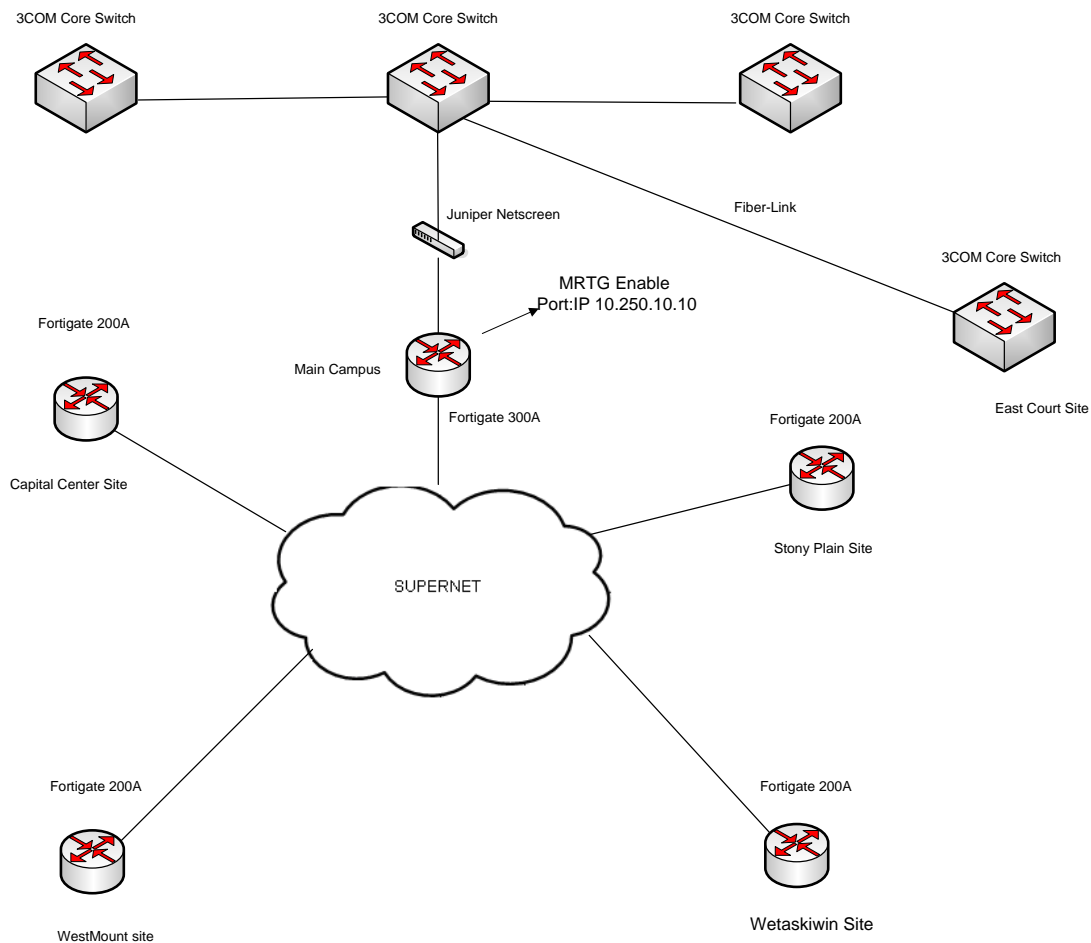 3COM Core Switch
3COM Core Switch
3COM Core Switch
Juniper Netscreen
Fiber-Link
3COM Core Switch
MRTG Enable
Port:IP 10.250.10.10
Fortigate 200A
Main Campus
East Court Site
Fortigate 300A
Fortigate 200A
Capital Center Site
Stony Plain Site
SUPERNET
Fortigate 200A
Fortigate 200A
WestMount site
Wetaskiwin Site